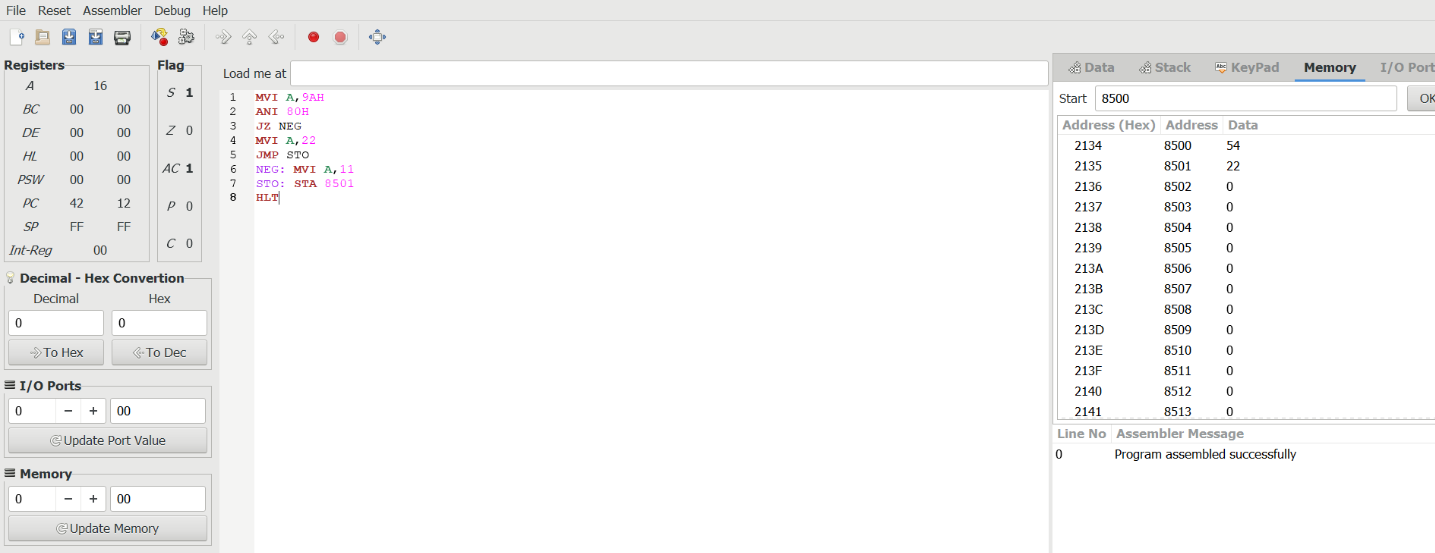 File Reset Assembler Debug Help
Registers
A 16
BC 00 00
DE 00 00
HL 00 00
PSW 00 00
PC 42 12
SP FF FF
Int-Reg 00
Flag
S 1
Z 0
AC 1
P 0
C 0
Decimal - Hex Convertion
Decimal Hex
0 0
To Hex To Dec
I/O Ports
0 - + 00
Update Port Value
Memory
0 - + 00
Update Memory
Load me at
1 MVI A,9AH
2 ANI 80H
3 JZ NEG
4 MVI A,22
5 JMP STO
6 NEG: MVI A,11
7 STO: STA 8501
8 HLT
Data Stack KeyPad Memory I/O Port
Start 8500 OK
Address (Hex) Address Data
2134 8500 54
2135 8501 22
2136 8502 0
2137 8503 0
2138 8504 0
2139 8505 0
213A 8506 0
213B 8507 0
213C 8508 0
213D 8509 0
213E 8510 0
213F 8511 0
2140 8512 0
2141 8513 0
Line No Assembler Message
0 Program assembled successfully